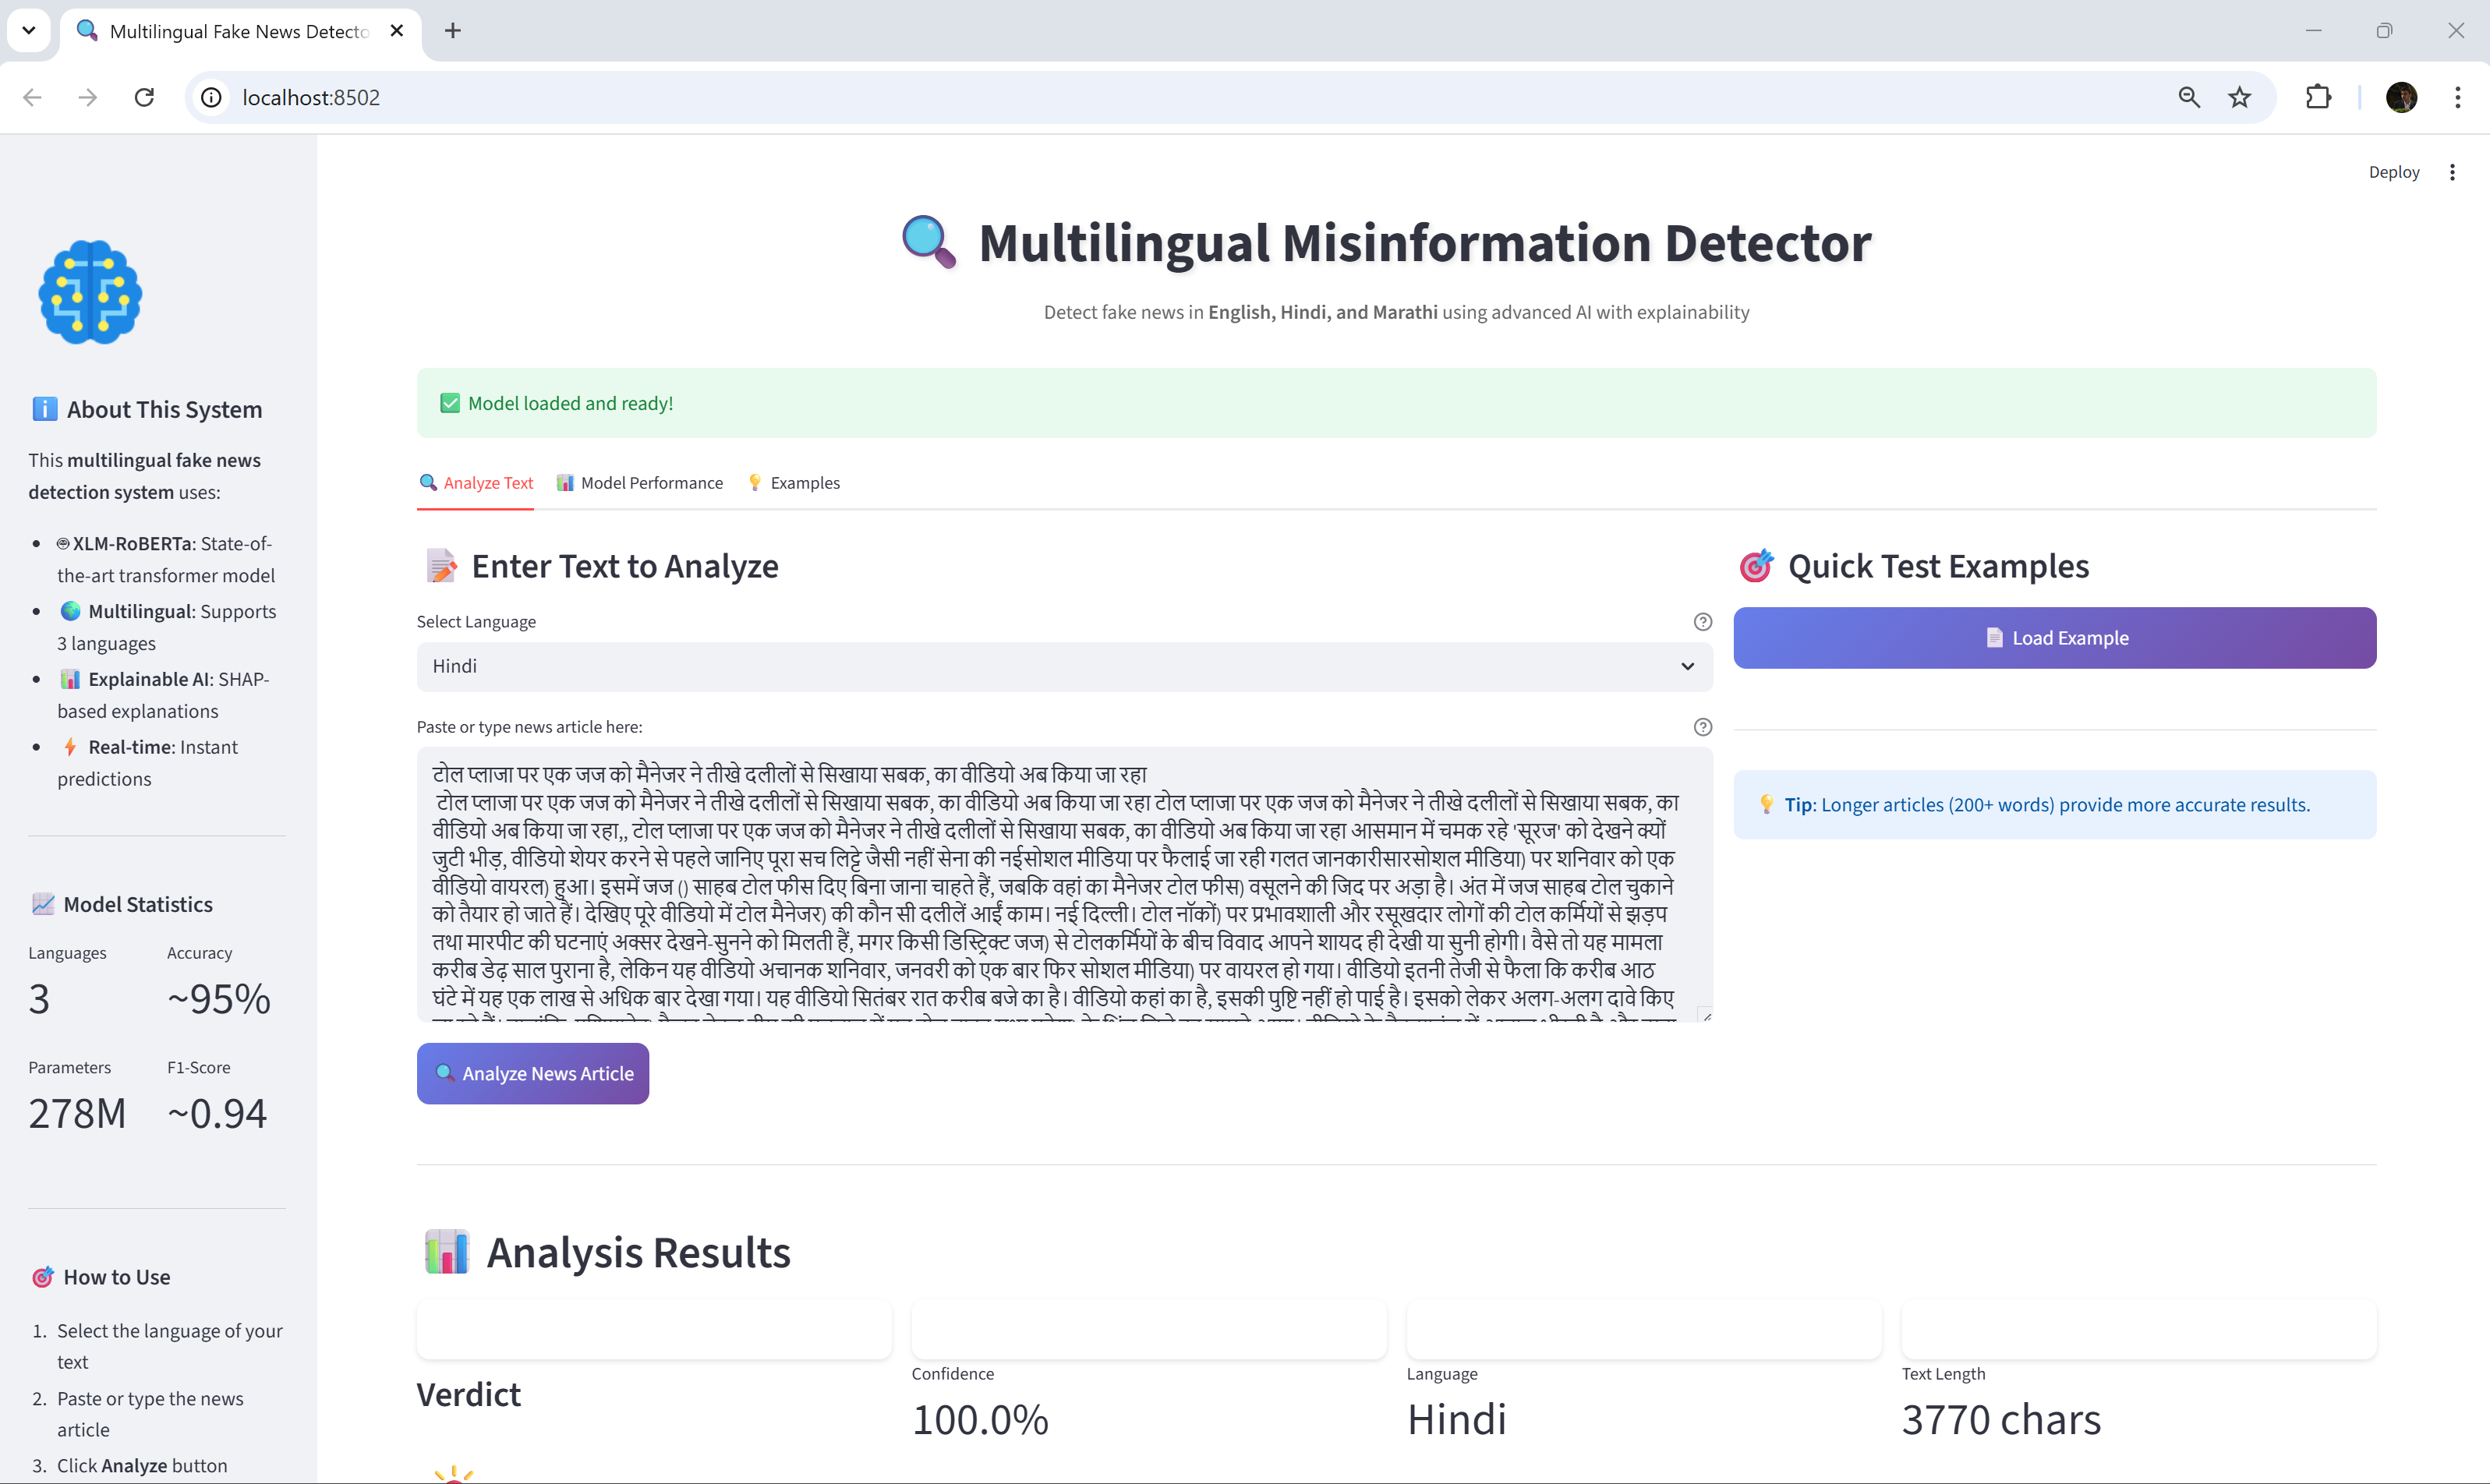 Multilingual Fake News Detecto
localhost:8502
Deploy
About This System
This multilingual fake news
detection system uses:
XLM-RoBERTa: State-of-
the-art transformer model
Multilingual: Supports
3 languages
Explainable AI: SHAP-
based explanations
Real-time: Instant
predictions
Model Statistics
Languages
3
Accuracy
~95%
Parameters
278M
F1-Score
~0.94
How to Use
1. Select the language of your
text
2. Paste or type the news
article
3. Click Analyze button
Multilingual Misinformation Detector
Detect fake news in English, Hindi, and Marathi using advanced AI with explainability
Model loaded and ready!
Analyze Text
Model Performance
Examples
Enter Text to Analyze
Select Language
Hindi
Paste or type news article here:
टोल प्लाजा पर एक जज को मैनेजर ने तीखे दलीलों से सिखाया सबक, का वीडियो अब किया जा रहा
टोल प्लाजा पर एक जज को मैनेजर ने तीखे दलीलों से सिखाया सबक, का वीडियो अब किया जा रहा टोल प्लाजा पर एक जज को मैनेजर ने तीखे दलीलों से सिखाया सबक, का
वीडियो अब किया जा रहा,, टोल प्लाजा पर एक जज को मैनेजर ने तीखे दलीलों से सिखाया सबक, का वीडियो अब किया जा रहा आसमान में चमक रहे 'सूरज' को देखने क्यों
जुटी भीड़, वीडियो शेयर करने से पहले जानिए पूरा सच लिट्टे जैसी नहीं सेना की नईसोशल मीडिया पर फैलाई जा रही गलत जानकारीसारसोशल मीडिया) पर शनिवार को एक
वीडियो वायरल) हुआ। इसमें जज () साहब टोल फीस दिए बिना जाना चाहते हैं, जबकि वहां का मैनेजर टोल फीस) वसूलने की जिद पर अड़ा है। अंत में जज साहब टोल चुकाने
को तैयार हो जाते हैं। देखिए पूरे वीडियो में टोल मैनेजर) की कौन सी दलीलें आईं काम। नई दिल्ली। टोल नॉकों) पर प्रभावशाली और रसूखदार लोगों की टोल कर्मियों से झड़प
तथा मारपीट की घटनाएं अक्सर देखने-सुनने को मिलती हैं, मगर किसी डिस्ट्रिक्ट जज) से टोलकर्मियों के बीच विवाद आपने शायद ही देखी या सुनी होगी। वैसे तो यह मामला
करीब डेढ़ साल पुराना है, लेकिन यह वीडियो अचानक शनिवार, जनवरी को एक बार फिर सोशल मीडिया) पर वायरल हो गया। वीडियो इतनी तेजी से फैला कि करीब आठ
घंटे में यह एक लाख से अधिक बार देखा गया। यह वीडियो सितंबर रात करीब बजे का है। वीडियो कहां का है, इसकी पुष्टि नहीं हो पाई है। इसको लेकर अलग-अलग दावे किए
Analyze News Article
Quick Test Examples
Load Example
Tip: Longer articles (200+ words) provide more accurate results.
Analysis Results
Verdict
Confidence
100.0%
Language
Hindi
Text Length
3770 chars